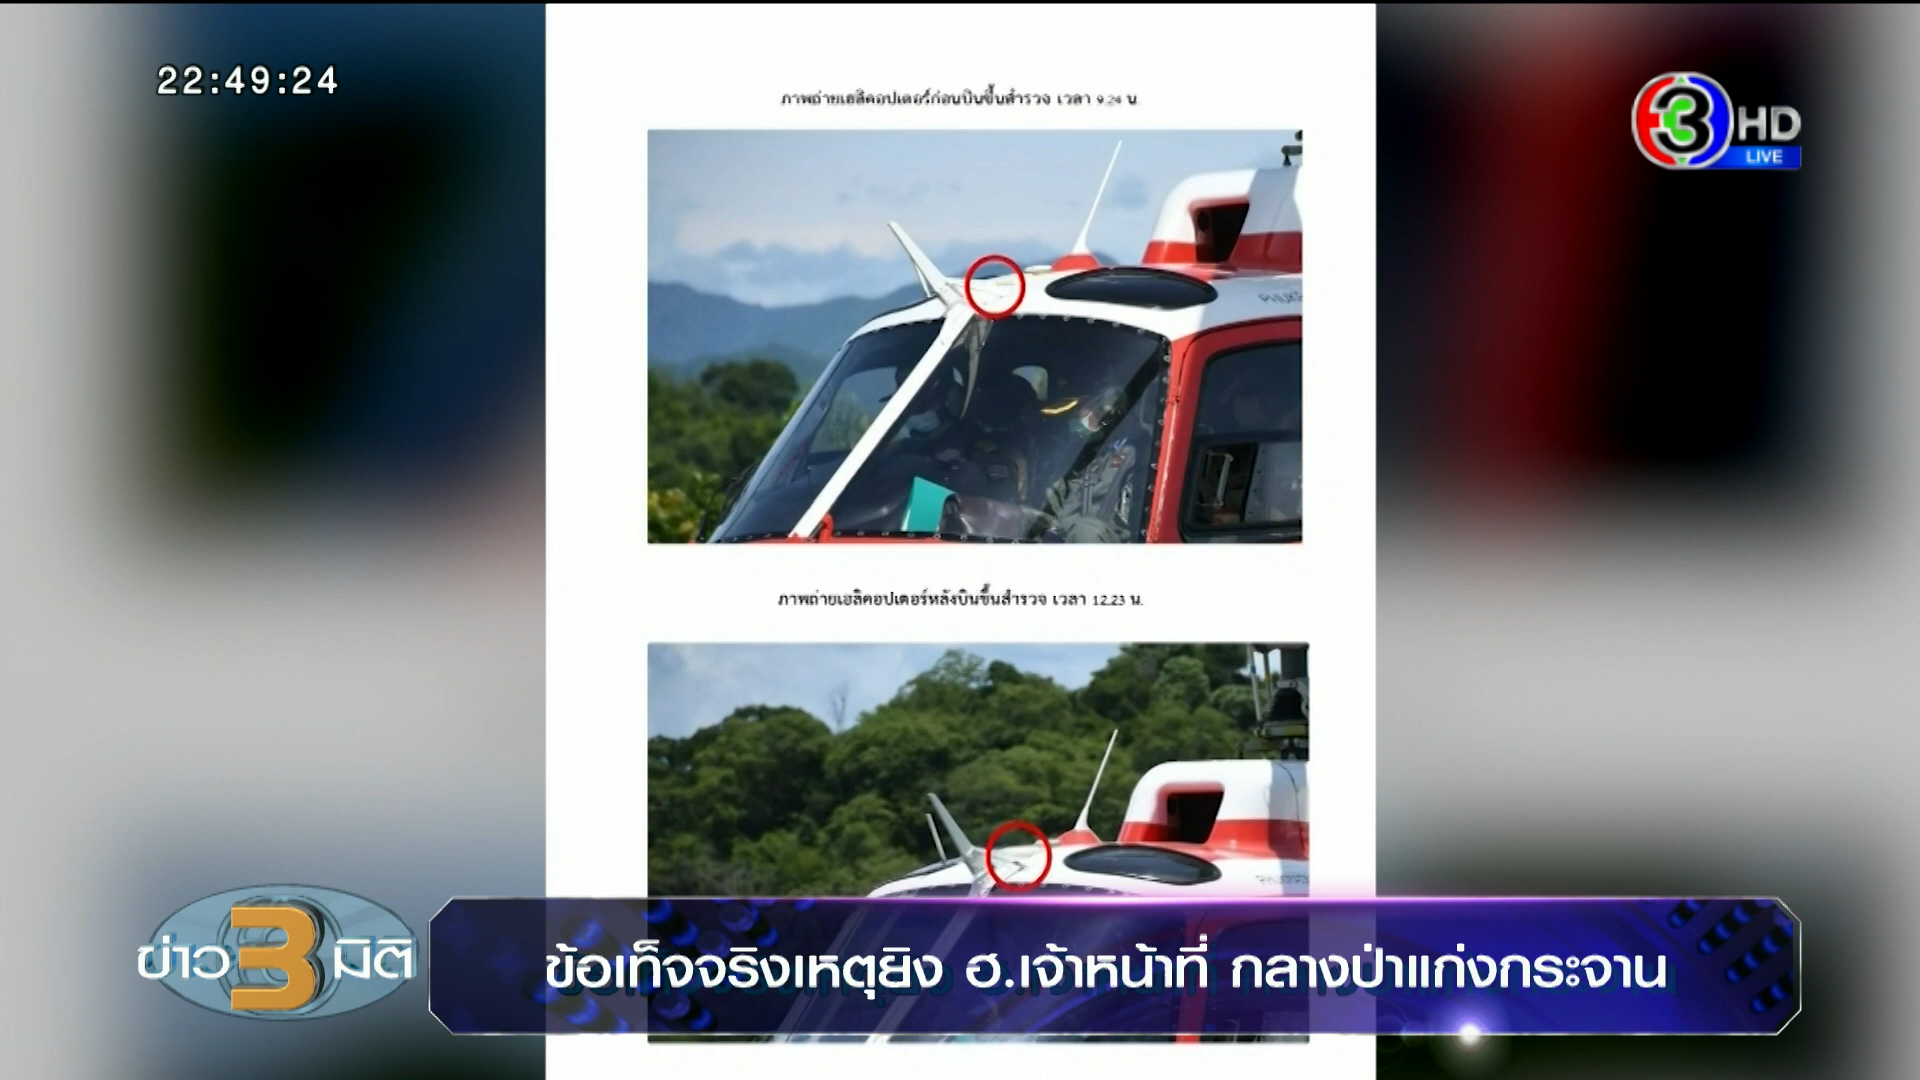 22:49:24
3 HD
LIVE
ภาพถ่ายเฮลิคอปเตอร์ก่อนบินขึ้นสำรวจ เวลา 9.24 น.
ภาพถ่ายเฮลิคอปเตอร์หลังบินขึ้นสำรวจ เวลา 12.23 น.
ข่าว 3 มิติ
ข้อเท็จจริงเหตุยิง ฮ.เจ้าหน้าที่ กลางป่าแก่งกระจาน